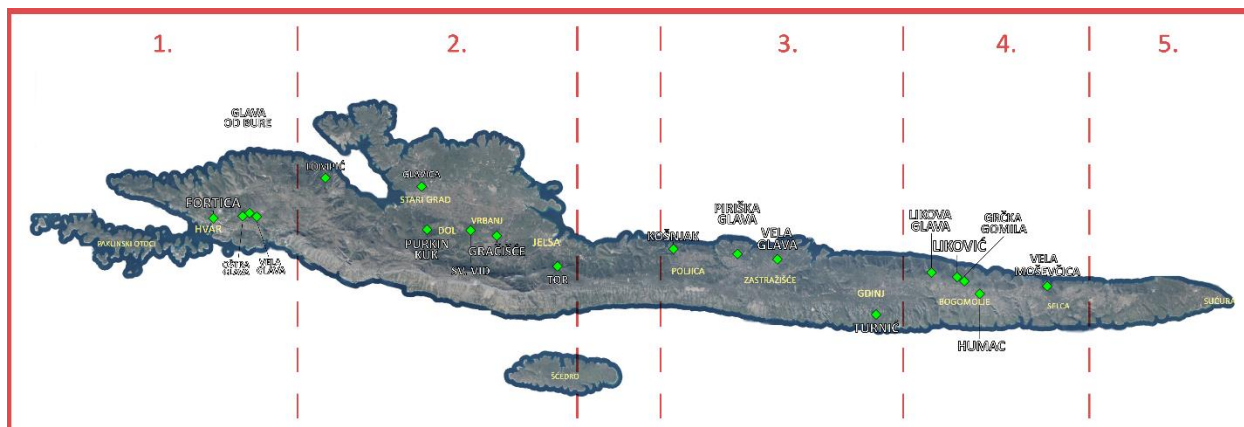 1.
2.
3.
4.
5.
GLAVA
OD BURE
LOMPIĆ
GLAVICA
STARI GRAD
FORTICA
HVAR
PAKLINSKI OTOCI
OŠTRA
GLAVA
VELA
GLAVA
DOL
VRBANJ
PURKIN
KUK
GRAČIŠĆE
JELSA
SV. VID
TOR
KOŠNJAK
PIRIŠKA
GLAVA
VELA
GLAVA
POLJICA
ZASTRAŽIŠĆE
GDINJ
TURNIĆ
LIKOVA
GLAVA
GRČKA
GOMILA
LIKOVIĆ
VELA
MOŠEVČICA
BOGOMOLJE
SELCA
SUĆURAJ
HUMAC
ŠĆEDRO